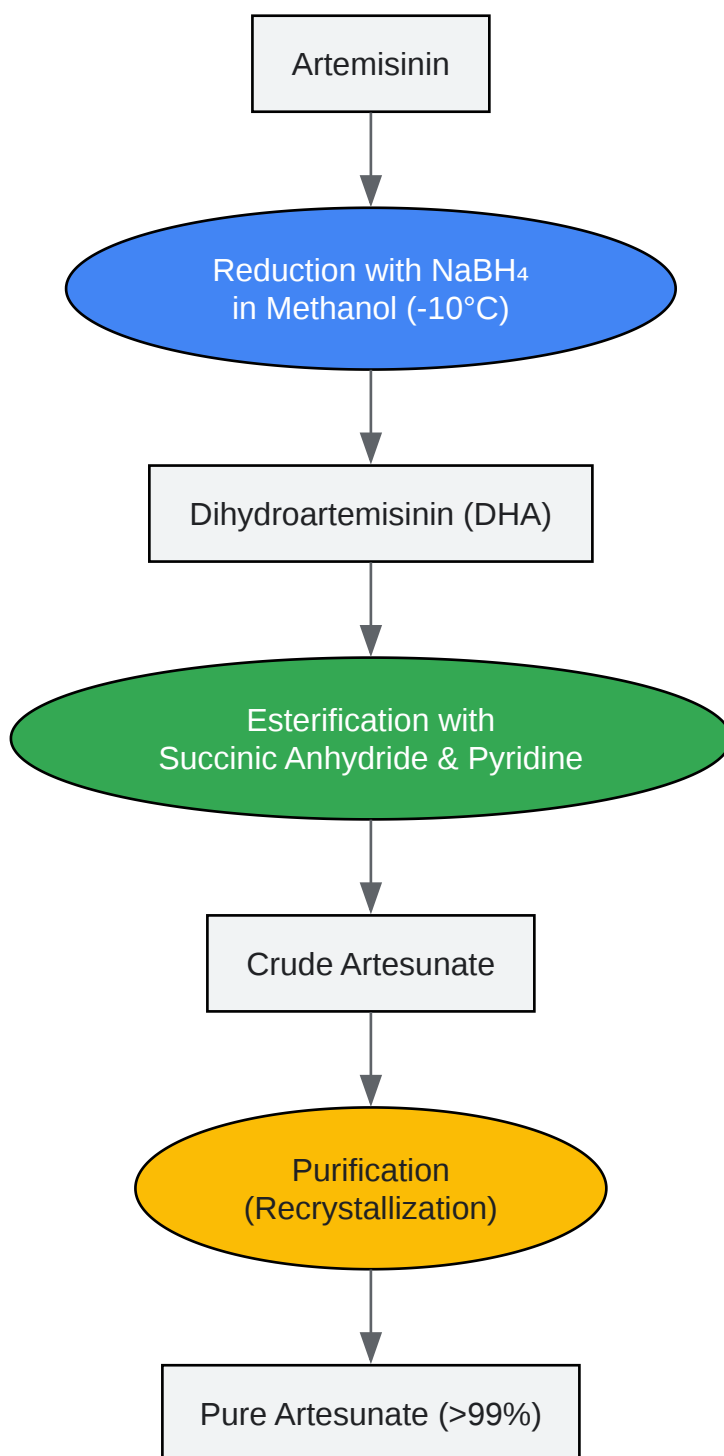 Artemisinin
Reduction with NaBH₄
in Methanol (-10°C)
Dihydroartemisinin (DHA)
Esterification with
Succinic Anhydride & Pyridine
Crude Artesunate
Purification
(Recrystallization)
Pure Artesunate (>99%)